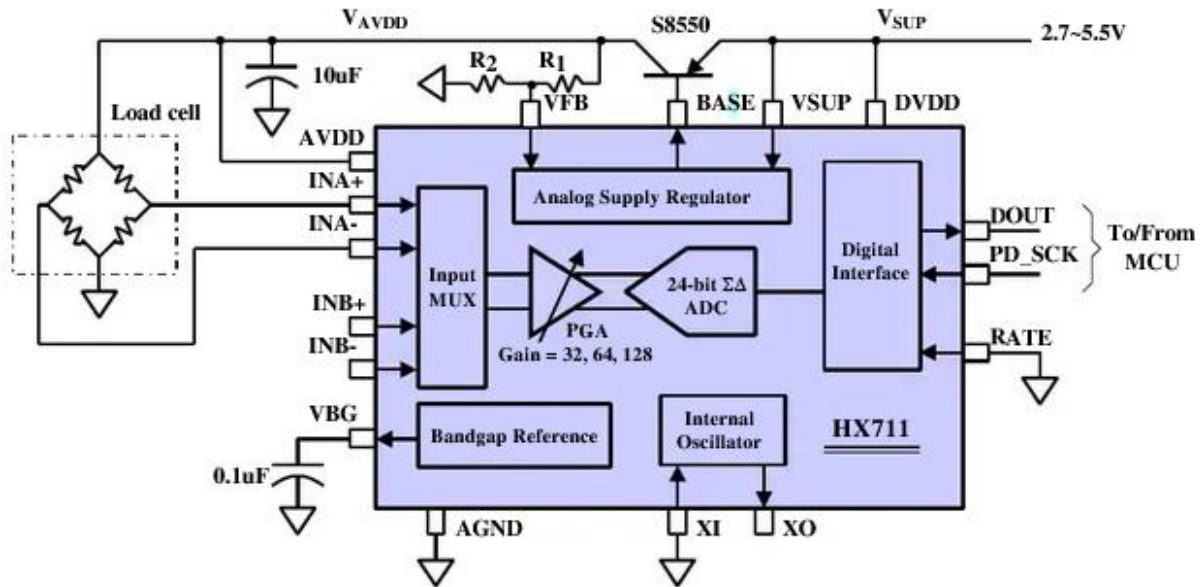 V_AVDD
S8550
V_SUP
2.7~5.5V
10uF
R₂
R₁
VFB
BASE
VSUP
DVDD
Load cell
AVDD
INA+
INA-
INB+
INB-
VBG
0.1uF
Analog Supply Regulator
Input
MUX
PGA
Gain = 32, 64, 128
24-bit ΣΔ
ADC
Digital
Interface
DOUT
PD_SCK
To/From
MCU
RATE
Bandgap Reference
Internal
Oscillator
HX711
AGND
XI
XO